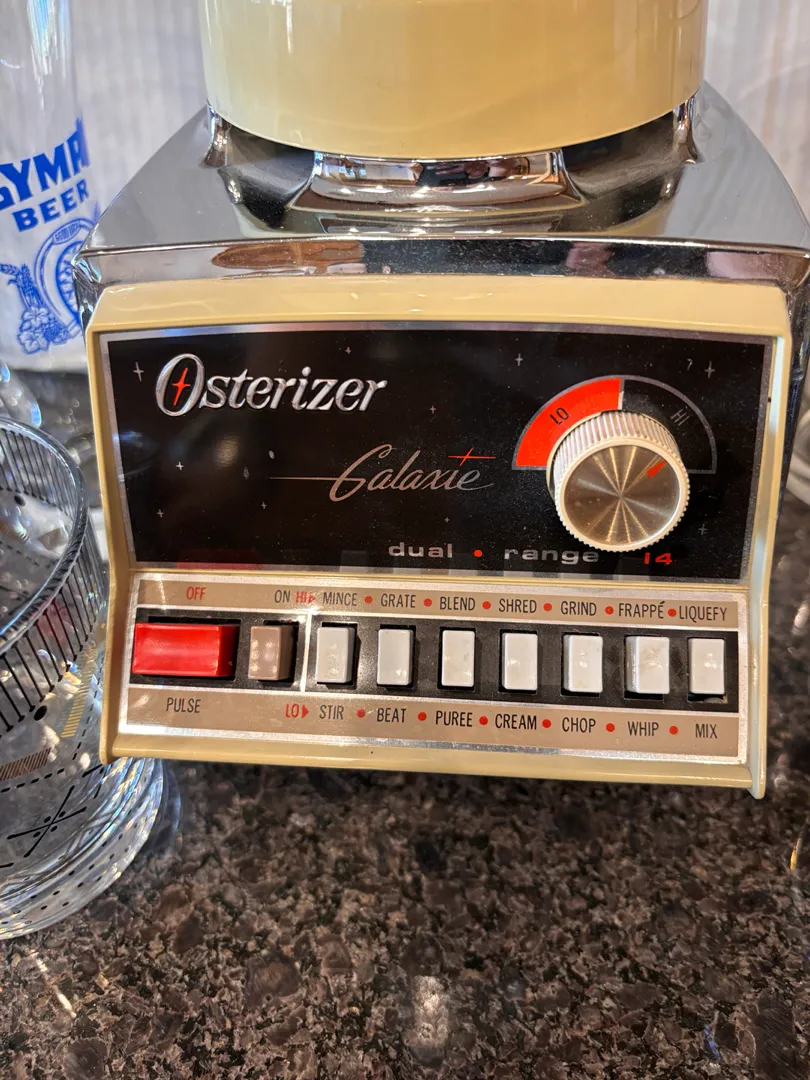 BEER
Osterizer
LO HI
Galaxie
dual • range 14
OFF ON HI▶ MINCE • GRATE • BLEND • SHRED • GRIND • FRAPPÉ • LIQUEFY
PULSE LO▶ STIR • BEAT • PUREE • CREAM • CHOP • WHIP • MIX